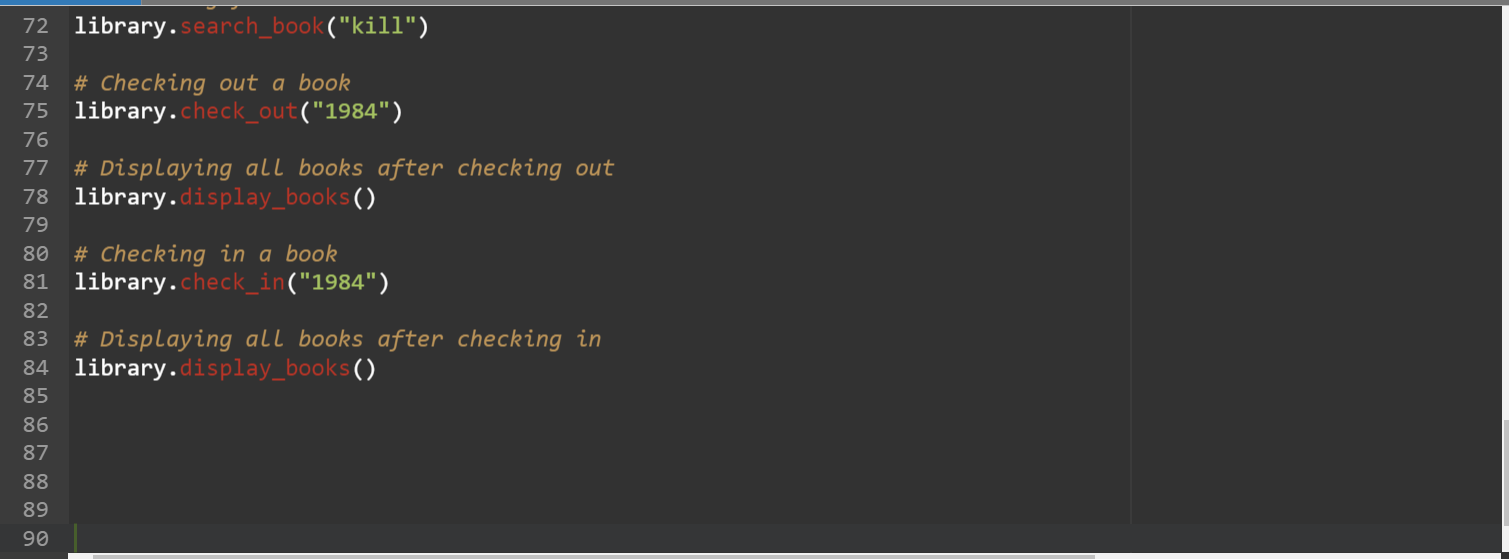 72 library.search_book("kill")
73
74 # Checking out a book
75 library.check_out("1984")
76
77 # Displaying all books after checking out
78 library.display_books()
79
80 # Checking in a book
81 library.check_in("1984")
82
83 # Displaying all books after checking in
84 library.display_books()
85
86
87
88
89
90